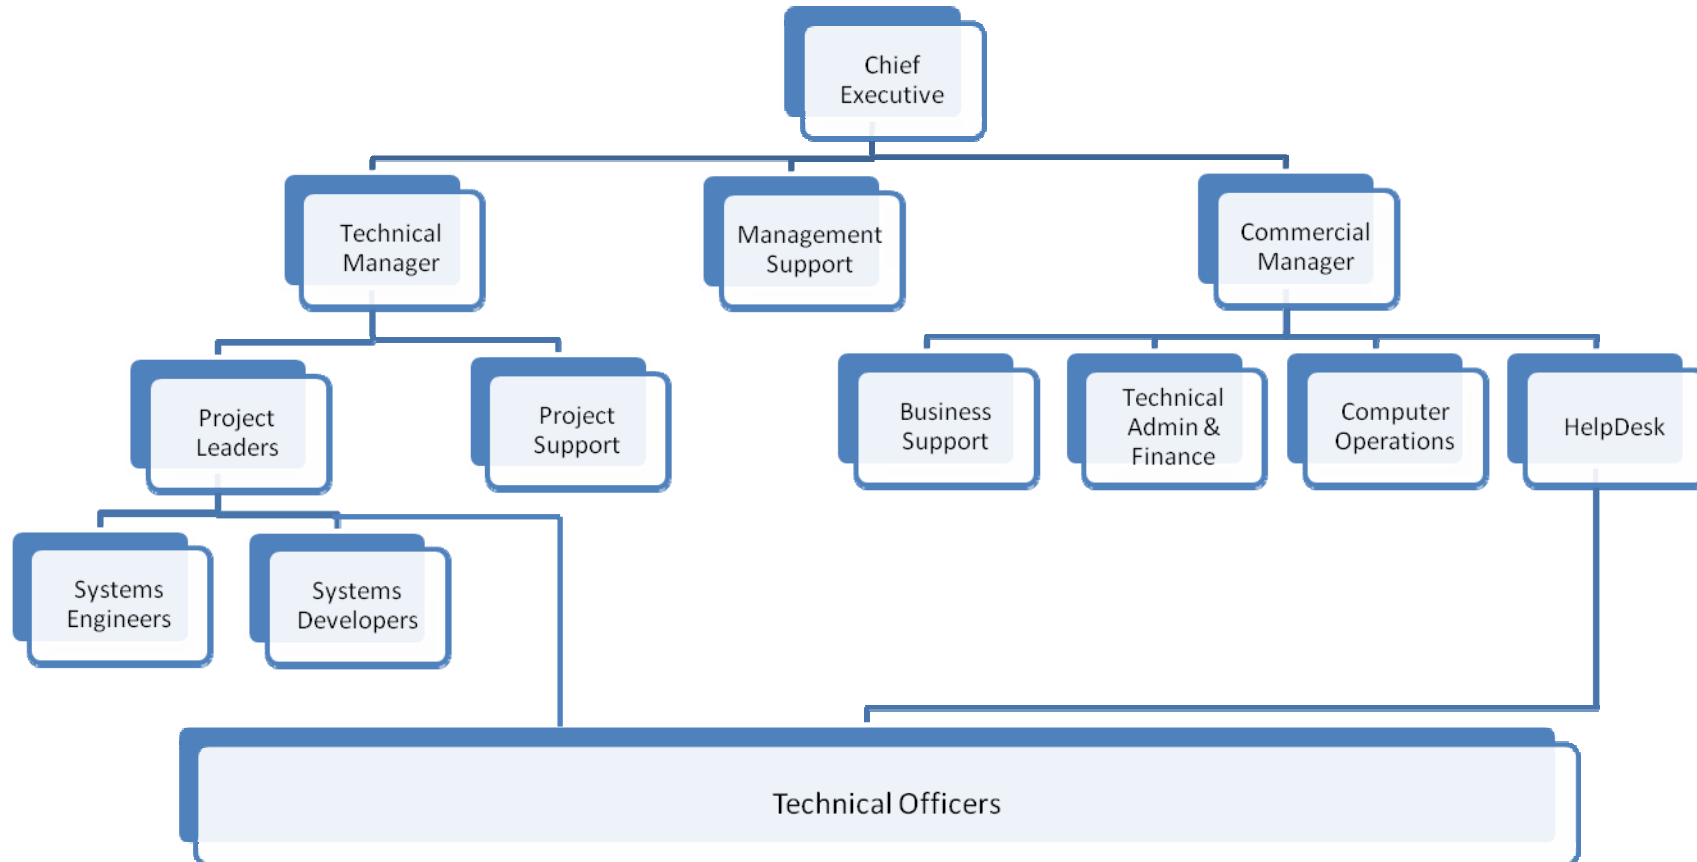 Chief
Executive
Technical
Manager
Management
Support
Commercial
Manager
Project
Leaders
Project
Support
Business
Support
Technical
Admin &
Finance
Computer
Operations
HelpDesk
Systems
Engineers
Systems
Developers
Technical Officers